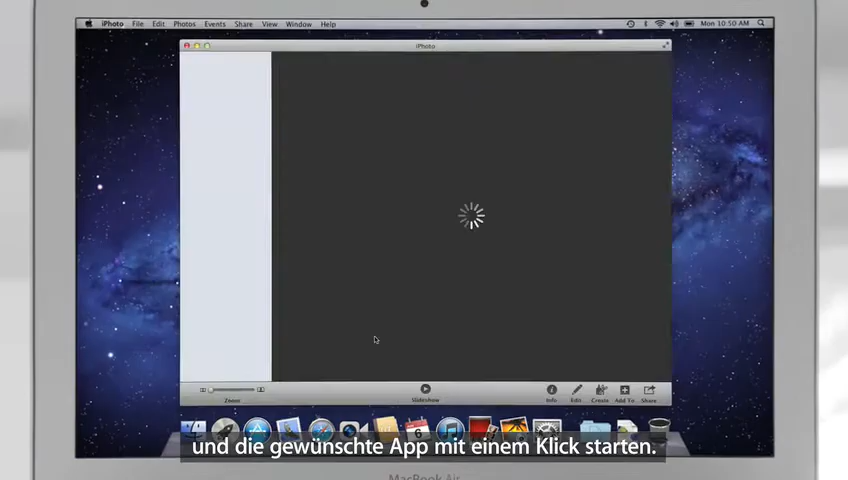 iPhoto File Edit Photos Events Share View Window Help Mon 10:50 AM
iPhoto
Zoom Slideshow Info Edit Create Add To Share
6
und die gewünschte App mit einem Klick starten.
MacBook Air